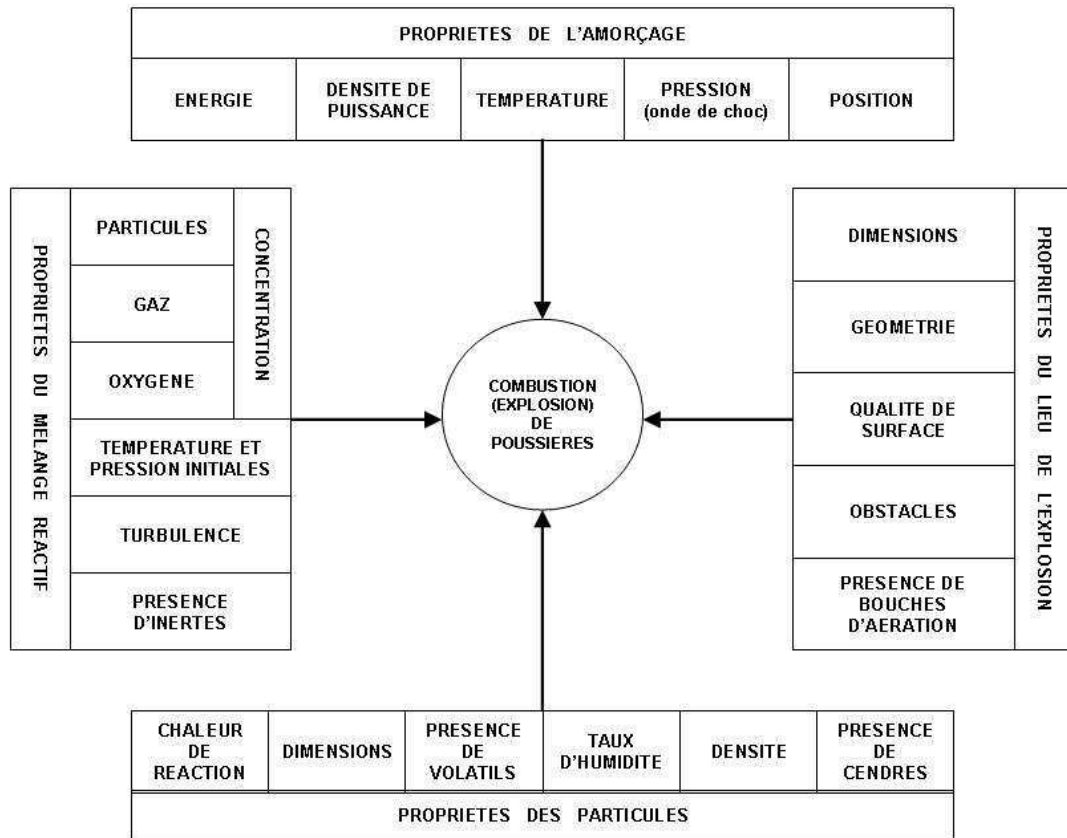 PROPRIETES DE L'AMORÇAGE
ENERGIE
DENSITE DE
PUISSANCE
TEMPERATURE
PRESSION
(onde de choc)
POSITION
PROPRIETES DU MELANGE REACTIF
PARTICULES
GAZ
OXYGENE
CONCENTRATION
TEMPERATURE ET
PRESSION INITIALES
TURBULENCE
PRESENCE
D'INERTES
COMBUSTION
(EXPLOSION)
DE
POUSSIERES
DIMENSIONS
GEOMETRIE
QUALITE DE
SURFACE
OBSTACLES
PRESENCE DE
BOUCHES
D'AERATION
PROPRIETES DU LIEU DE L'EXPLOSION
CHALEUR
DE
REACTION
DIMENSIONS
PRESENCE
DE
VOLATILS
TAUX
D'HUMIDITE
DENSITE
PRESENCE
DE
CENDRES
PROPRIETES DES PARTICULES